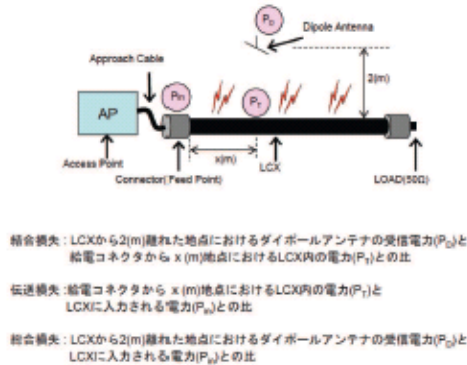 P_D
Dipole Antenna
Approach Cable
P_in
2(m)
AP
P_T
Access Point
x(m)
Connector(Feed Point)
LCX
LOAD(50Ω)
結合損失：LCXから2(m)離れた地点におけるダイポールアンテナの受信電力(P_D)と
給電コネクタから x (m)地点におけるLCX内の電力(P_T)との比
伝送損失：給電コネクタから x (m)地点におけるLCX内の電力(P_T)と
LCXに入力される電力(P_in)との比
総合損失：LCXから2(m)離れた地点におけるダイポールアンテナの受信電力(P_D)と
LCXに入力される電力(P_in)との比